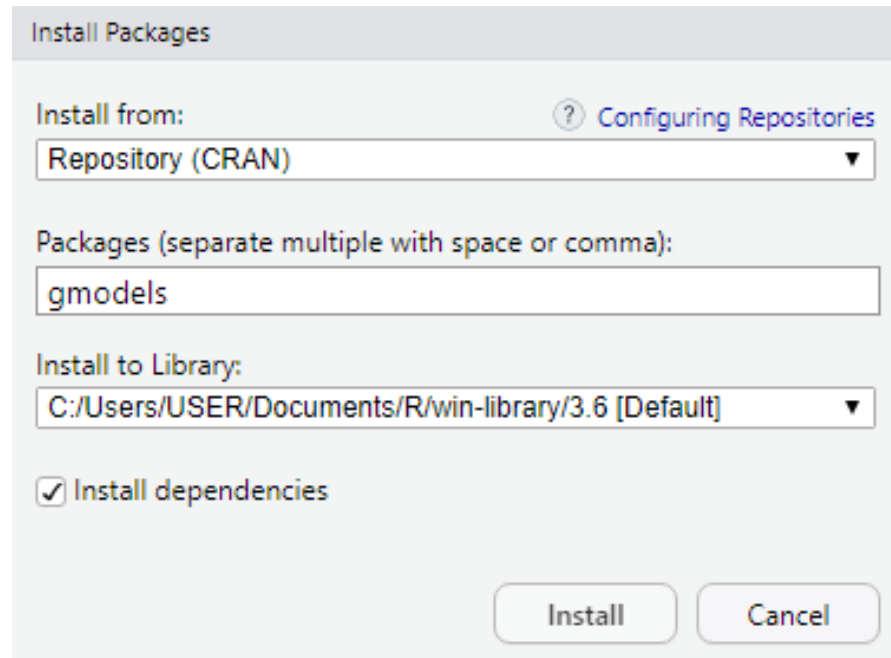 Install Packages
Install from:
? Configuring Repositories
Repository (CRAN)
Packages (separate multiple with space or comma):
gmodels
Install to Library:
C:/Users/USER/Documents/R/win-library/3.6 [Default]
Install dependencies
Install
Cancel